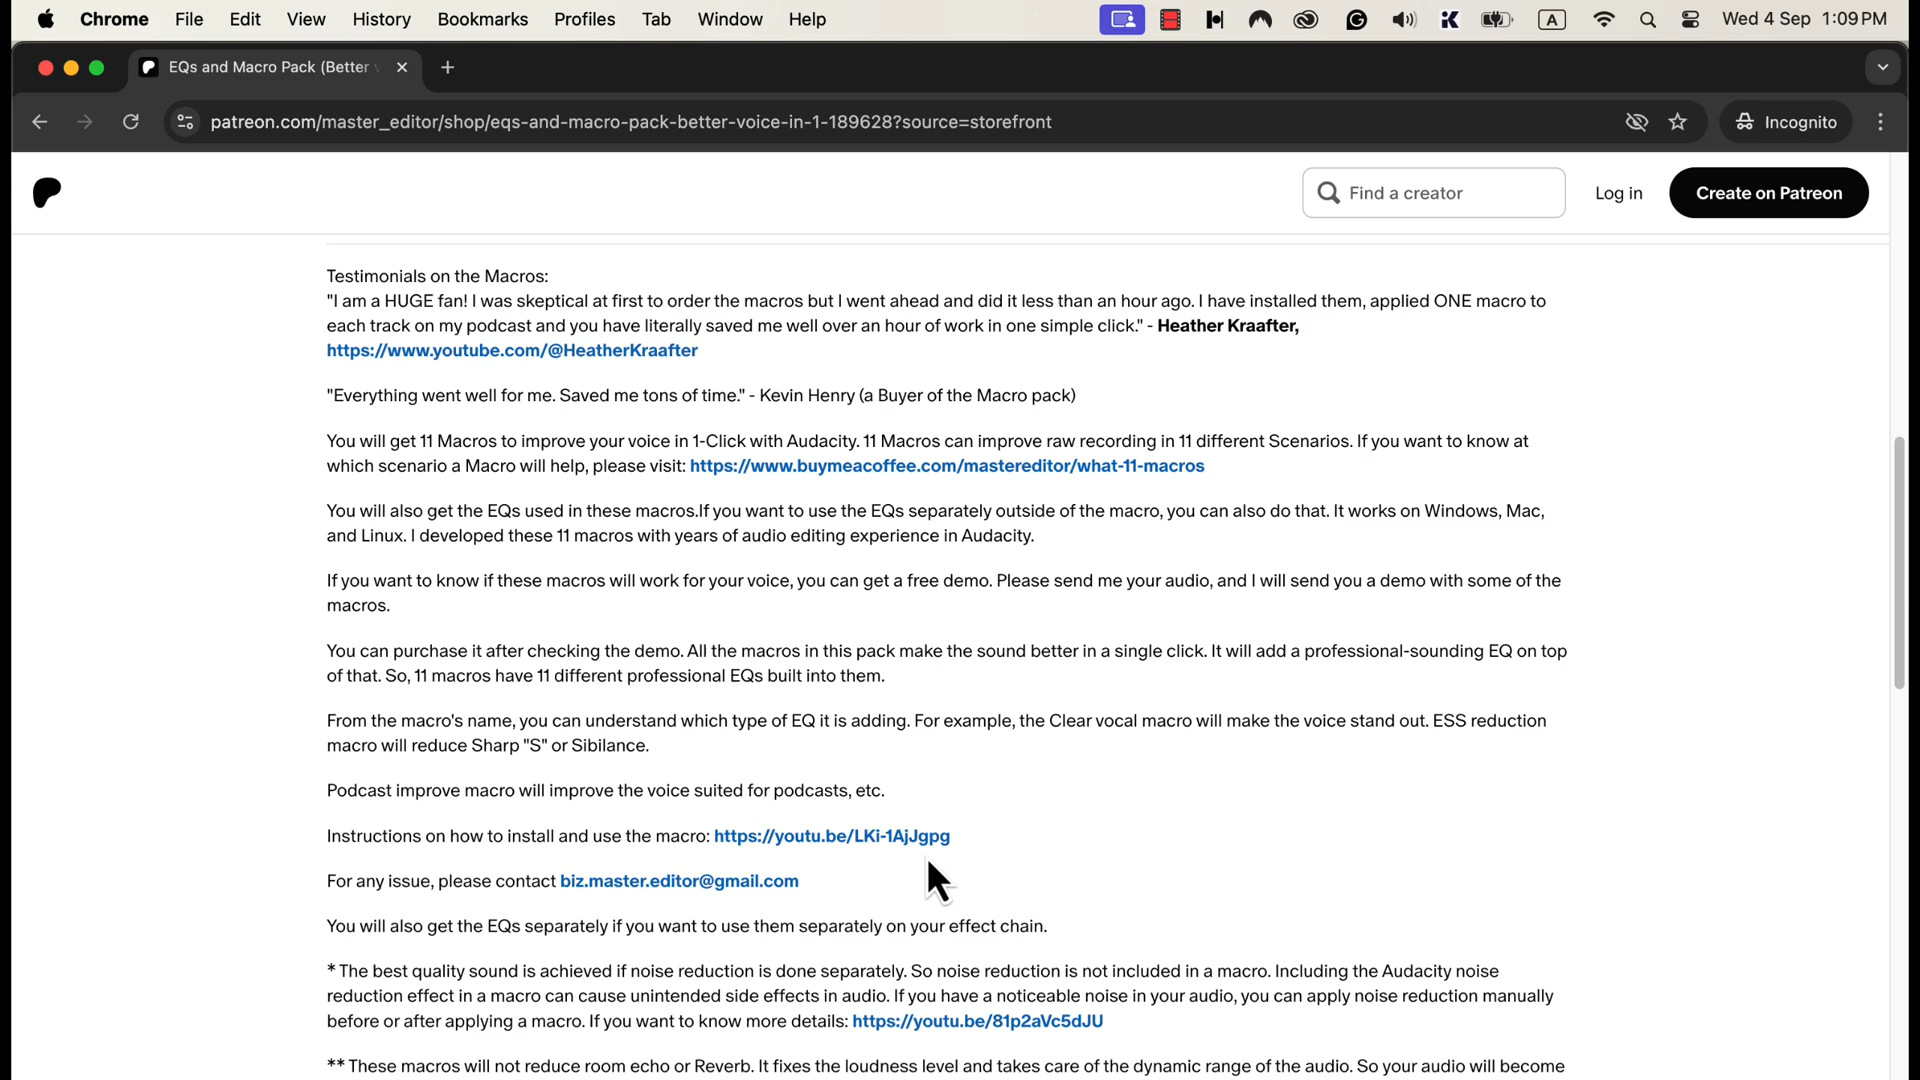 Chrome File Edit View History Bookmarks Profiles Tab Window Help
A
Wed 4 Sep 1:09 PM
EQs and Macro Pack (Better
patreon.com/master_editor/shop/eqs-and-macro-pack-better-voice-in-1-189628?source=storefront
Incognito
Find a creator
Log in
Create on Patreon
Testimonials on the Macros:
"I am a HUGE fan! I was skeptical at first to order the macros but I went ahead and did it less than an hour ago. I have installed them, applied ONE macro to
each track on my podcast and you have literally saved me well over an hour of work in one simple click." - Heather Kraafter,
https://www.youtube.com/@HeatherKraafter
"Everything went well for me. Saved me tons of time." - Kevin Henry (a Buyer of the Macro pack)
You will get 11 Macros to improve your voice in 1-Click with Audacity. 11 Macros can improve raw recording in 11 different Scenarios. If you want to know at
which scenario a Macro will help, please visit: https://www.buymeacoffee.com/mastereditor/what-11-macros
You will also get the EQs used in these macros.If you want to use the EQs separately outside of the macro, you can also do that. It works on Windows, Mac,
and Linux. I developed these 11 macros with years of audio editing experience in Audacity.
If you want to know if these macros will work for your voice, you can get a free demo. Please send me your audio, and I will send you a demo with some of the
macros.
You can purchase it after checking the demo. All the macros in this pack make the sound better in a single click. It will add a professional-sounding EQ on top
of that. So, 11 macros have 11 different professional EQs built into them.
From the macro's name, you can understand which type of EQ it is adding. For example, the Clear vocal macro will make the voice stand out. ESS reduction
macro will reduce Sharp "S" or Sibilance.
Podcast improve macro will improve the voice suited for podcasts, etc.
Instructions on how to install and use the macro: https://youtu.be/LKi-1AjJgpg
For any issue, please contact biz.master.editor@gmail.com
You will also get the EQs separately if you want to use them separately on your effect chain.
* The best quality sound is achieved if noise reduction is done separately. So noise reduction is not included in a macro. Including the Audacity noise
reduction effect in a macro can cause unintended side effects in audio. If you have a noticeable noise in your audio, you can apply noise reduction manually
before or after applying a macro. If you want to know more details: https://youtu.be/81p2aVc5dJU
** These macros will not reduce room echo or Reverb. It fixes the loudness level and takes care of the dynamic range of the audio. So your audio will become